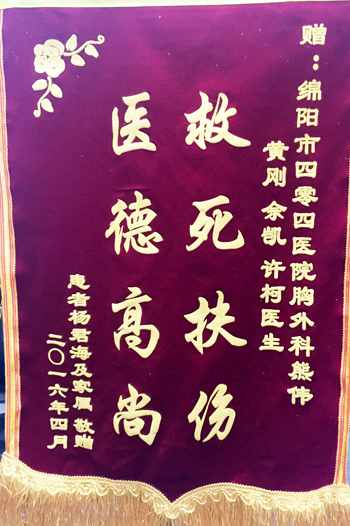 赠：绵阳市四零四医院胸外科熊伟
黄刚 余凯 许柯医生
救死扶伤
医德高尚
患者杨君海及家属 敬赠
二〇一六年四月